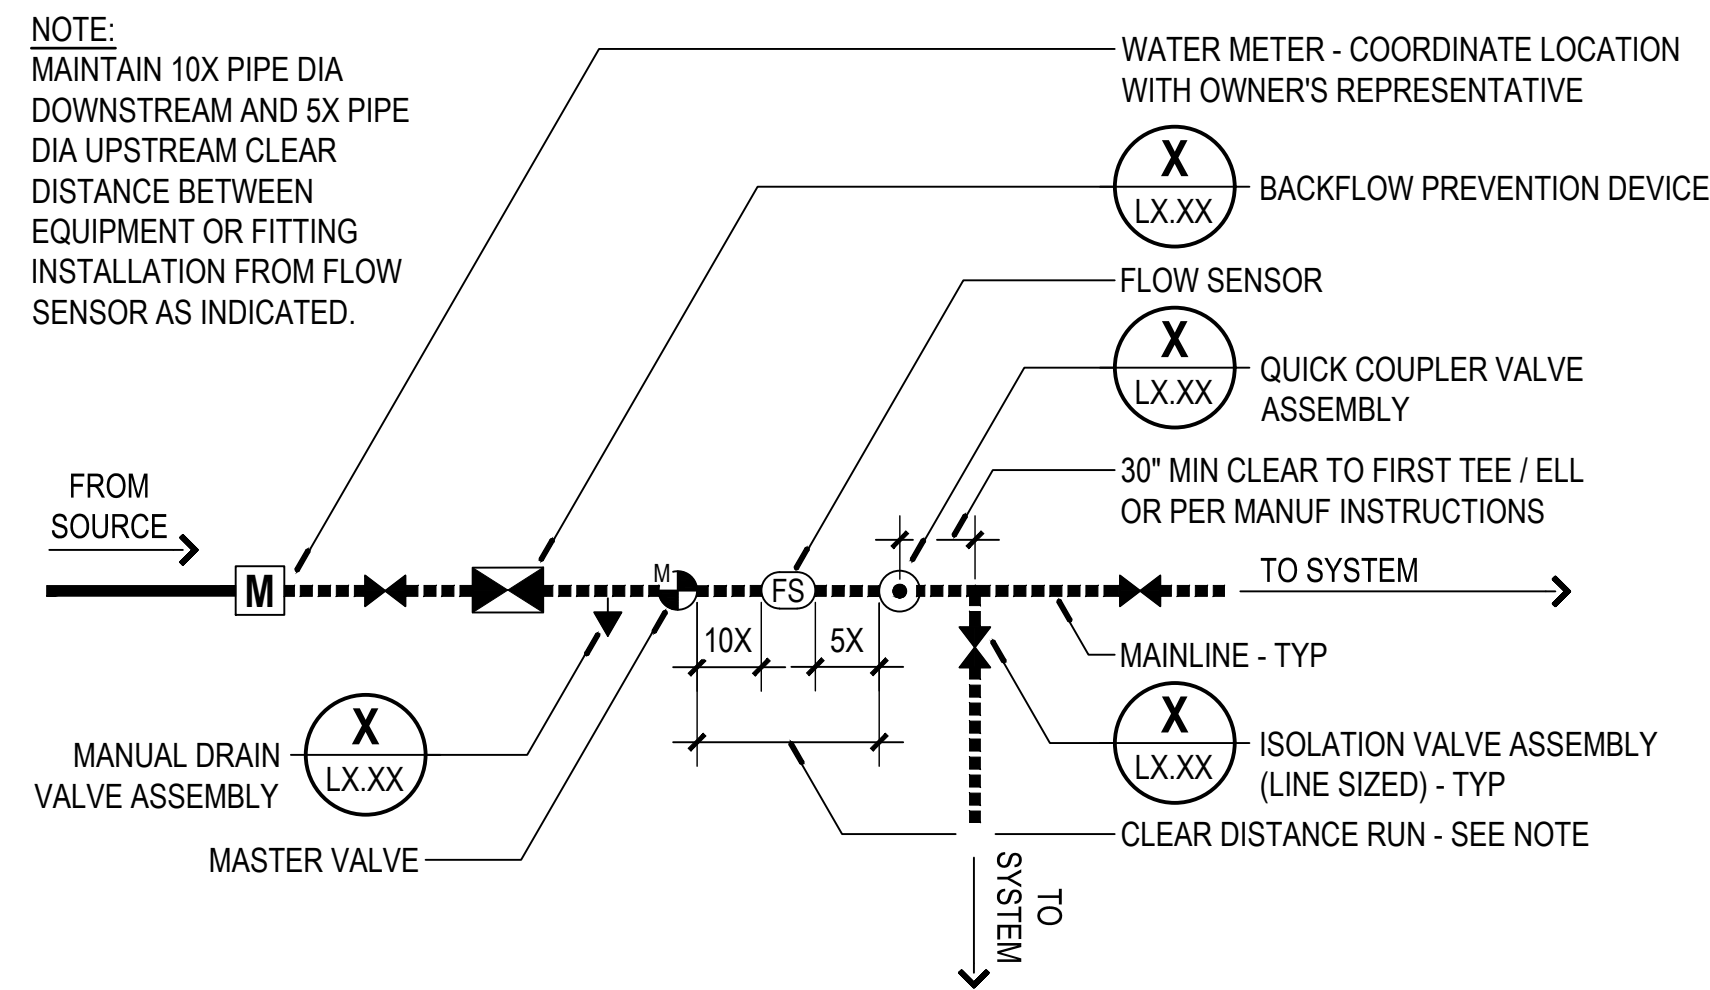 NOTE:
MAINTAIN 10X PIPE DIA
DOWNSTREAM AND 5X PIPE
DIA UPSTREAM CLEAR
DISTANCE BETWEEN
EQUIPMENT OR FITTING
INSTALLATION FROM FLOW
SENSOR AS INDICATED.
WATER METER - COORDINATE LOCATION
WITH OWNER'S REPRESENTATIVE
X
LX.XX
BACKFLOW PREVENTION DEVICE
FLOW SENSOR
X
LX.XX
QUICK COUPLER VALVE
ASSEMBLY
30" MIN CLEAR TO FIRST TEE / ELL
OR PER MANUF INSTRUCTIONS
FROM
SOURCE
TO SYSTEM
M
M
FS
10X
5X
MAINLINE - TYP
X
LX.XX
ISOLATION VALVE ASSEMBLY
(LINE SIZED) - TYP
MANUAL DRAIN
VALVE ASSEMBLY
X
LX.XX
CLEAR DISTANCE RUN - SEE NOTE
MASTER VALVE
TO
SYSTEM